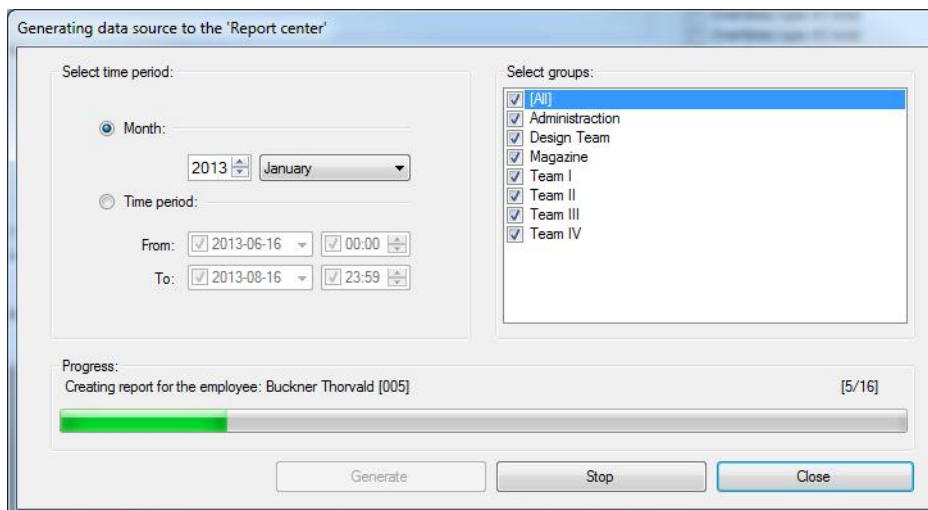 Generating data source to the 'Report center'
Select time period:
Month:
2013 January
Time period:
From: 2013-06-16 00:00
To: 2013-08-16 23:59
Select groups:
[All]
Administraction
Design Team
Magazine
Team I
Team II
Team III
Team IV
Progress:
Creating report for the employee: Buckner Thorvald [005] [5/16]
Generate Stop Close